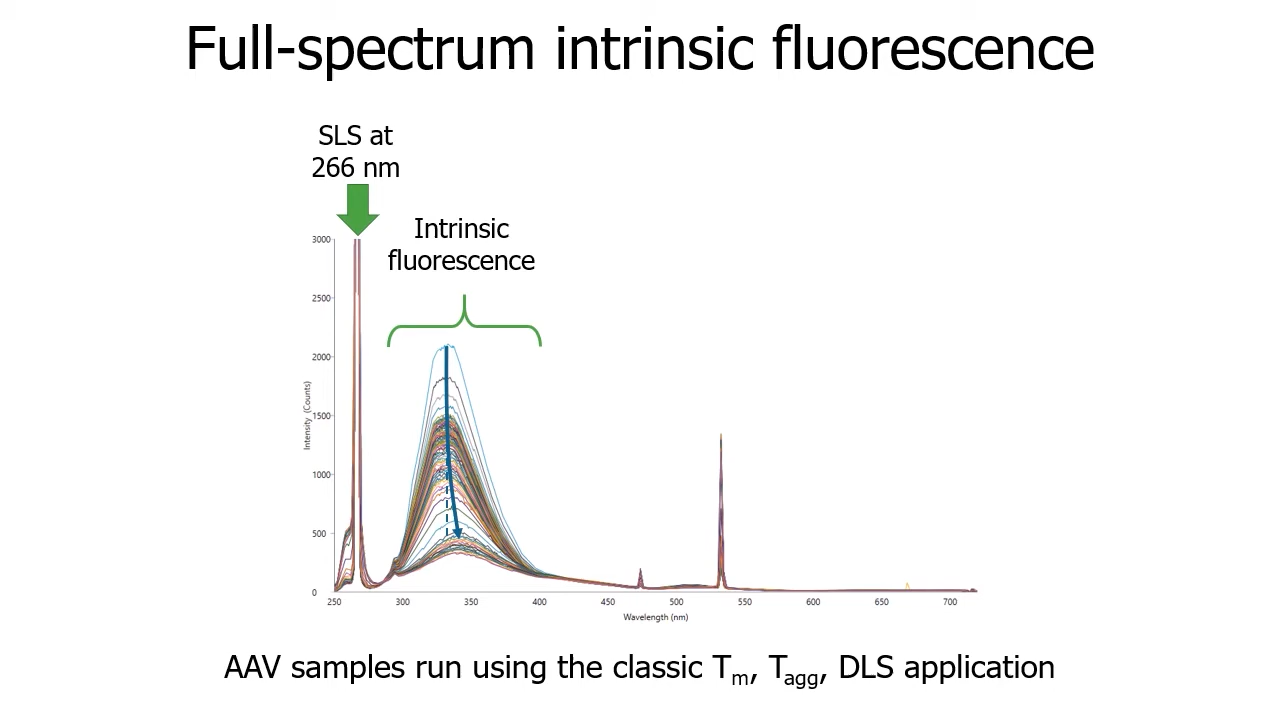 Full-spectrum intrinsic fluorescence
SLS at
266 nm
Intrinsic
fluorescence
3000
2500
2000
1500
1000
500
0
Intensity (Counts)
250 300 350 400 450 500 550 600 650 700
Wavelength (nm)
AAV samples run using the classic Tm, Tagg, DLS application